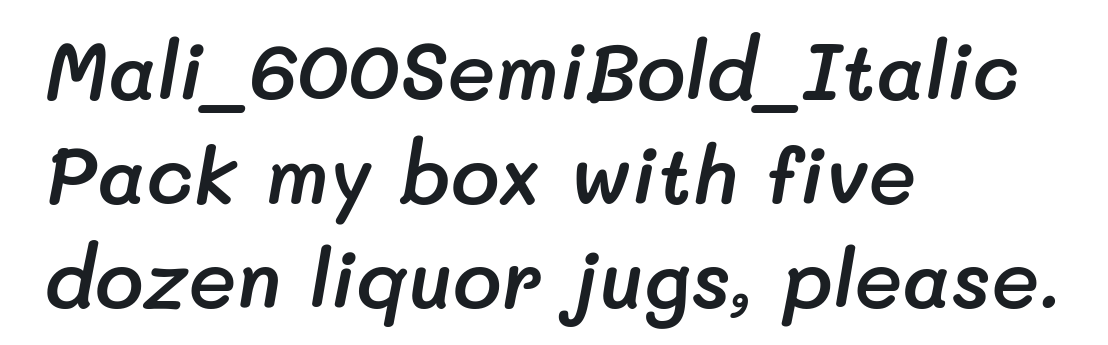 Mali_600SemiBold_Italic
Pack my box with five
dozen liquor jugs, please.